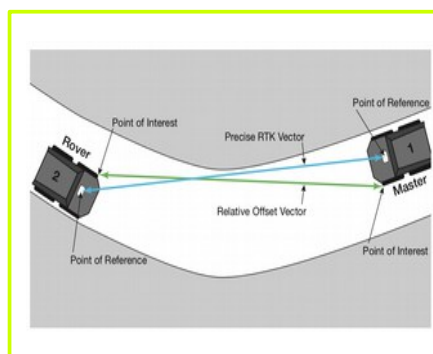 Point of Reference
Point of Interest
Precise RTK Vector
Rover
1
2
Master
Relative Offset Vector
Point of Reference
Point of Interest